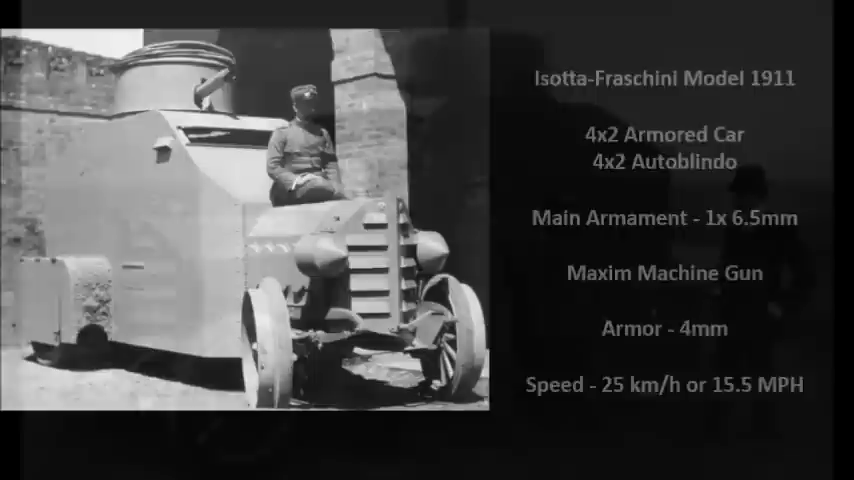 Isotta-Fraschini Model 1911
4x2 Armored Car
4x2 Autoblindo
Main Armament - 1x 6.5mm
Maxim Machine Gun
Armor - 4mm
Speed - 25 km/h or 15.5 MPH